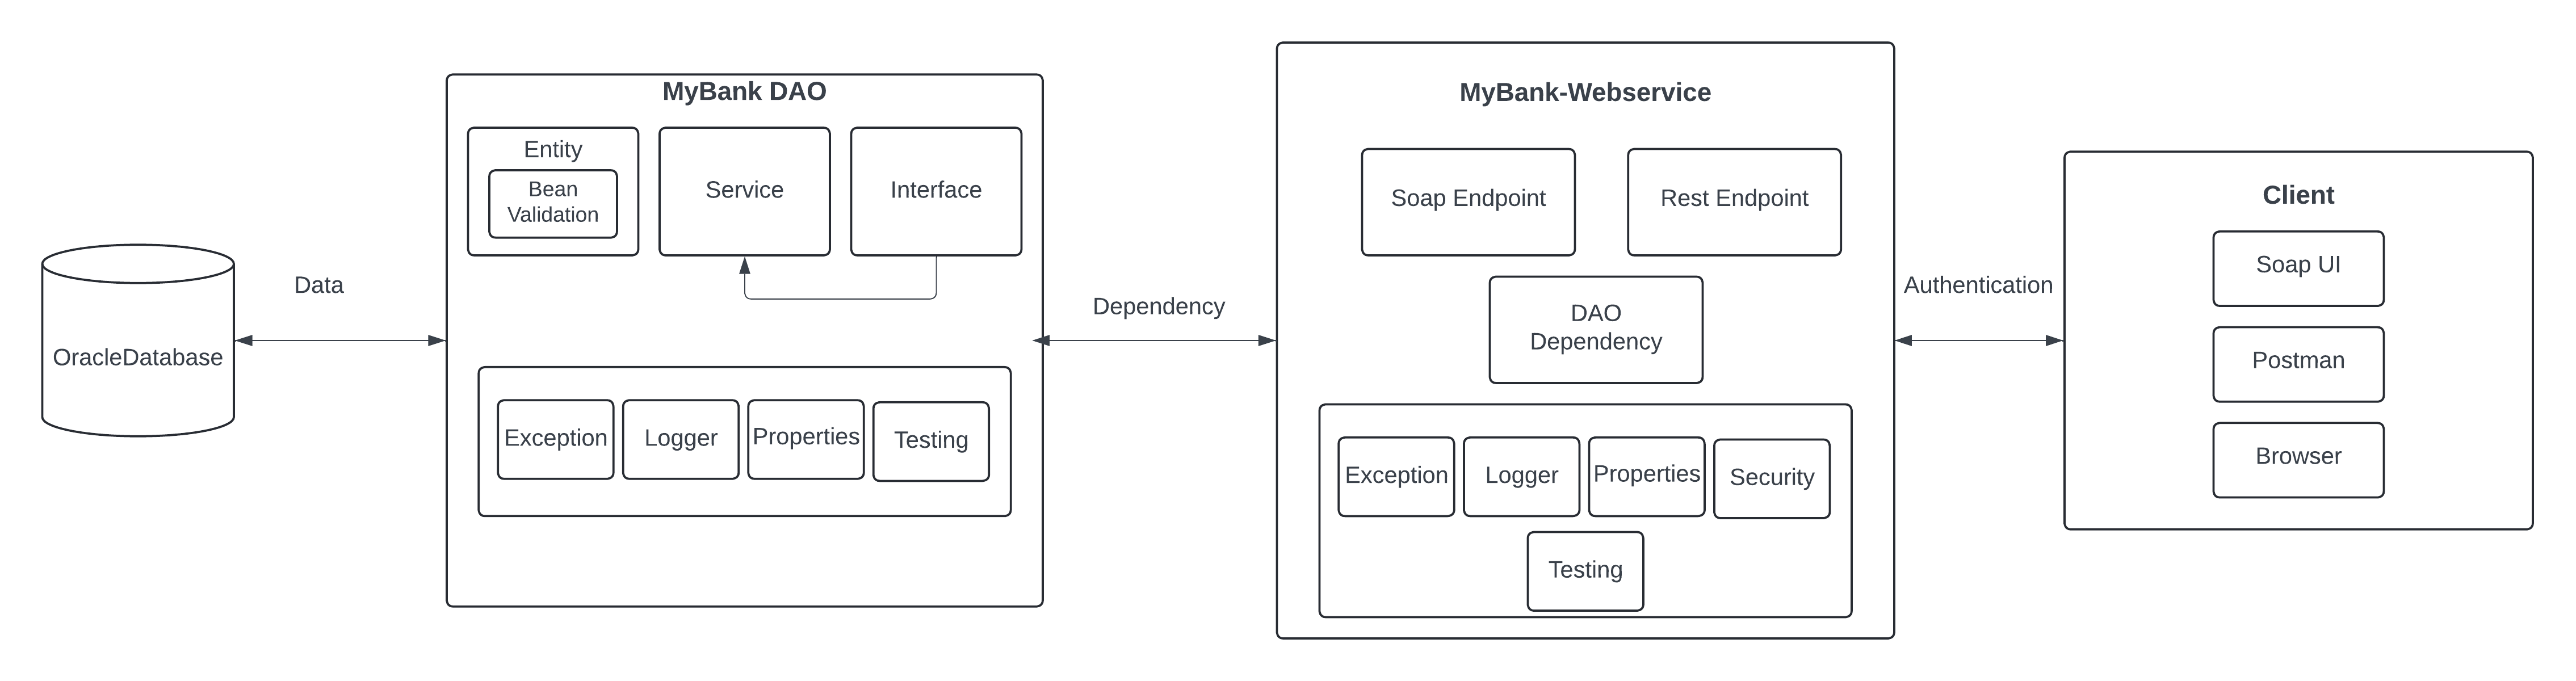 OracleDatabase
Data
MyBank DAO
Entity
Bean
Validation
Service
Interface
Exception
Logger
Properties
Testing
Dependency
MyBank-Webservice
Soap Endpoint
Rest Endpoint
DAO
Dependency
Exception
Logger
Properties
Security
Testing
Authentication
Client
Soap UI
Postman
Browser